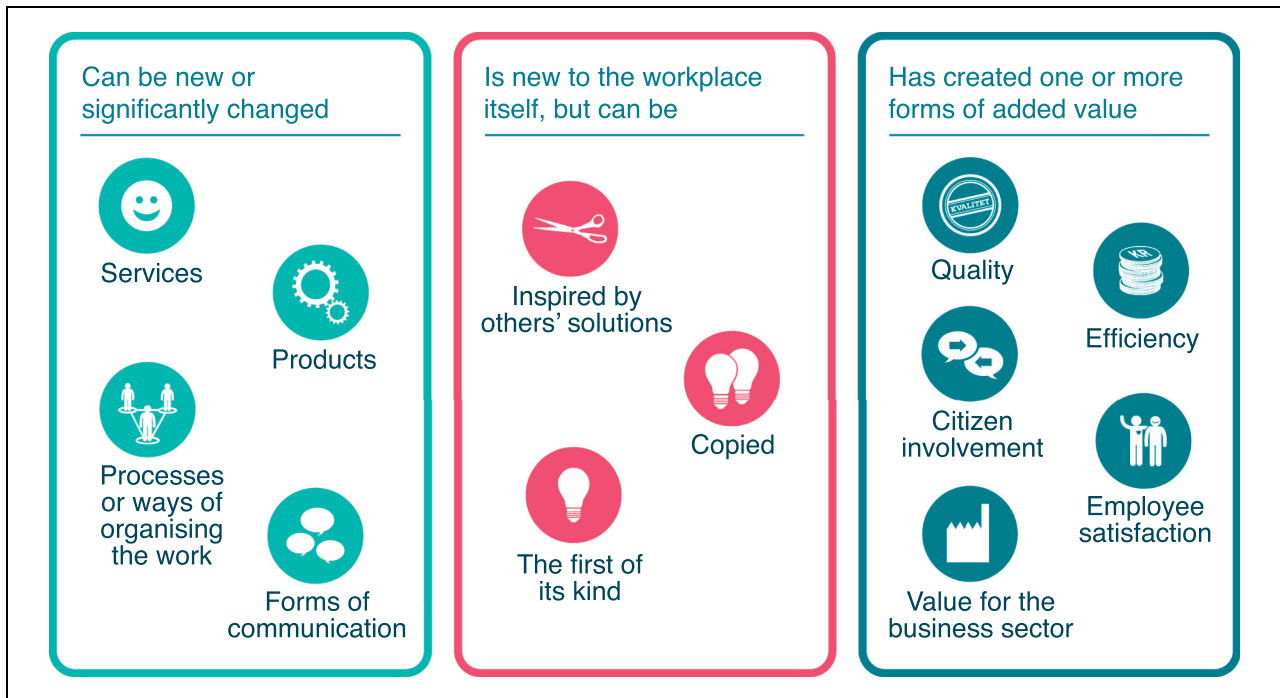 Can be new or
significantly changed
Services
Products
Processes
or ways of
organising
the work
Forms of
communication
Is new to the workplace
itself, but can be
Inspired by
others’ solutions
Copied
The first of
its kind
Has created one or more
forms of added value
KVALITET
Quality
KR
Efficiency
Citizen
involvement
Employee
satisfaction
Value for the
business sector